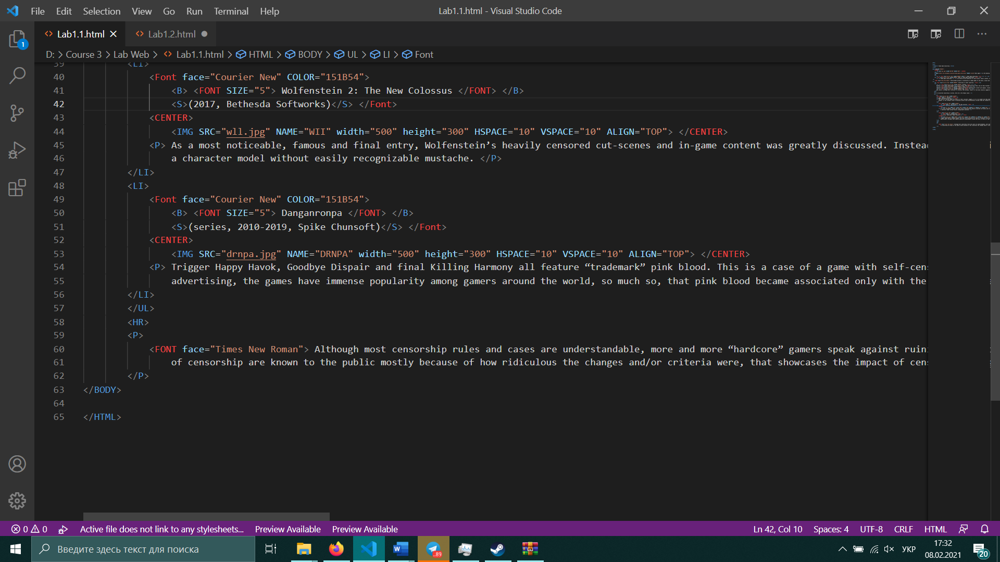 File Edit Selection View Go Run Terminal Help
Lab1.1.html - Visual Studio Code
1
Lab1.1.html
Lab1.2.html
D: > Course 3 > Lab Web > Lab1.1.html > HTML > BODY > UL > LI > Font
39 <LI>
40 <Font face="Courier New" COLOR="151B54">
41 <B> <FONT SIZE="5"> Wolfenstein 2: The New Colossus </FONT> </B>
42 <S>(2017, Bethesda Softworks)</S> </Font>
43 <CENTER>
44 <IMG SRC="wll.jpg" NAME="WII" width="500" height="300" HSPACE="10" VSPACE="10" ALIGN="TOP"> </CENTER>
45 <P> As a most noticeable, famous and final entry, Wolfenstein’s heavily censored cut-scenes and in-game content was greatly discussed. Instead
46 a character model without easily recognizable mustache. </P>
47 </LI>
48 <LI>
49 <Font face="Courier New" COLOR="151B54">
50 <B> <FONT SIZE="5"> Danganronpa </FONT> </B>
51 <S>(series, 2010-2019, Spike Chunsoft)</S> </Font>
52 <CENTER>
53 <IMG SRC="drnpa.jpg" NAME="DRNPA" width="500" height="300" HSPACE="10" VSPACE="10" ALIGN="TOP"> </CENTER>
54 <P> Trigger Happy Havok, Goodbye Dispair and final Killing Harmony all feature “trademark” pink blood. This is a case of a game with self-cens
55 advertising, the games have immense popularity among gamers around the world, so much so, that pink blood became associated only with the
56 </LI>
57 </UL>
58 <HR>
59 <P>
60 <FONT face="Times New Roman"> Although most censorship rules and cases are understandable, more and more “hardcore” gamers speak against ruini
61 of censorship are known to the public mostly because of how ridiculous the changes and/or criteria were, that showcases the impact of cens
62 </P>
63 </BODY>
64
65 </HTML>
0 0 Active file does not link to any stylesheets... Preview Available Preview Available
Ln 42, Col 10 Spaces: 4 UTF-8 CRLF HTML
Введите здесь текст для поиска
..89
УКР
17:32
08.02.2021
20